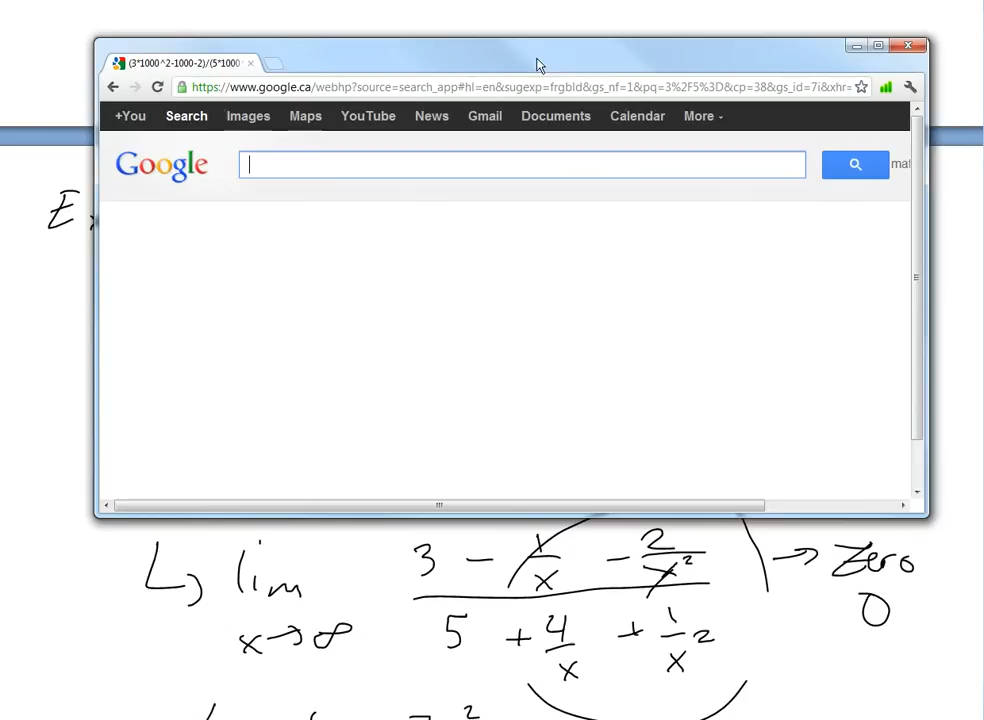 (3*1000^2-1000-2)/(5*1000
https://www.google.ca/webhp?source=search_app#hl=en&sugexp=frgbld&gs_nf=1&pq=3%2F5%3D&cp=38&gs_id=7i&xhr=
+You Search Images Maps YouTube News Gmail Documents Calendar More
Google
E
L, lim 3 - 1/x - 2/x² → Zero
x→∞ 5 + 4/x + 1/x² 0